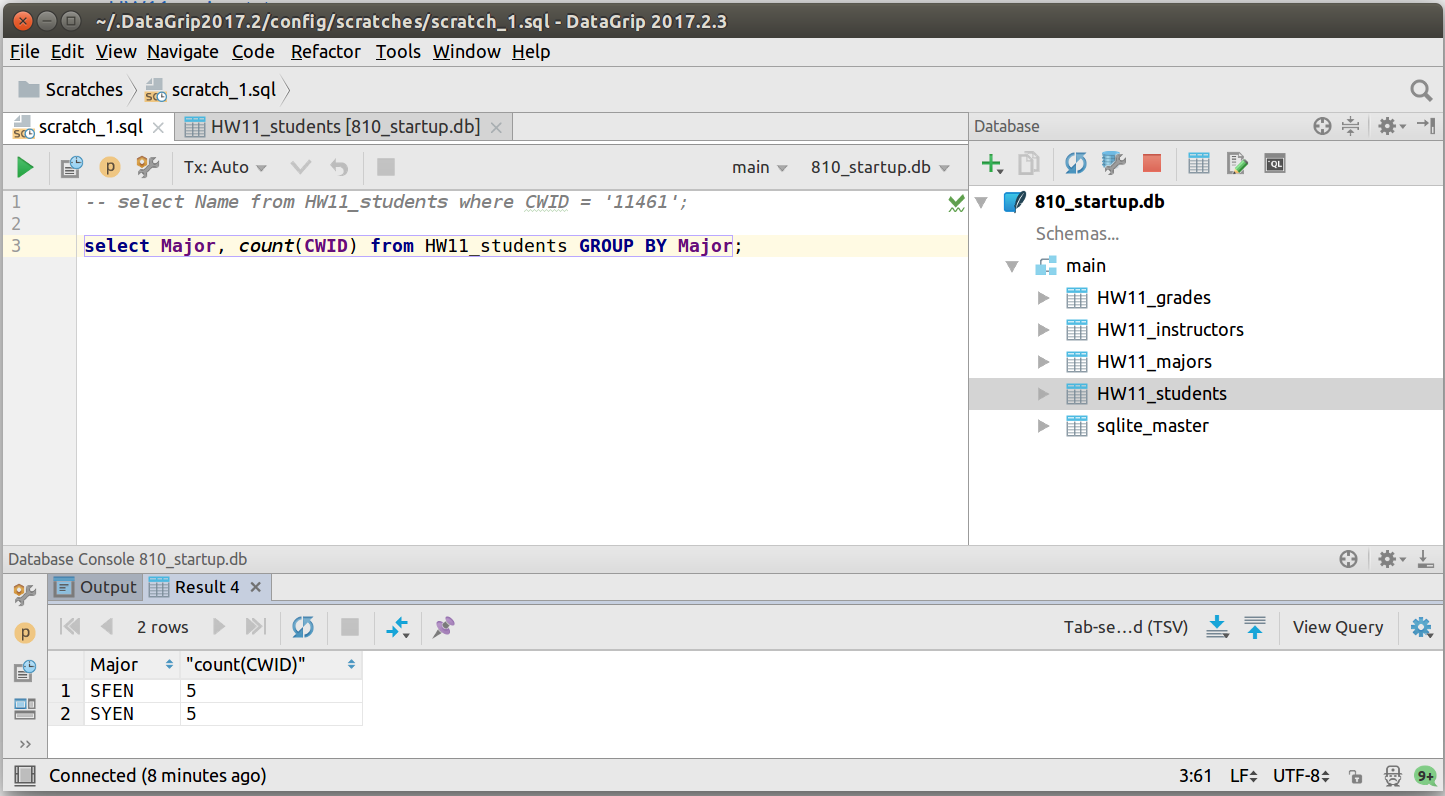 ~/.DataGrip2017.2/config/scratches/scratch_1.sql - DataGrip 2017.2.3
File Edit View Navigate Code Refactor Tools Window Help
Scratches scratch_1.sql
scratch_1.sql HW11_students [810_startup.db]
Tx: Auto main 810_startup.db
1 -- select Name from HW11_students where CWID = '11461';
2
3 select Major, count(CWID) from HW11_students GROUP BY Major;
Database
810_startup.db
Schemas...
main
HW11_grades
HW11_instructors
HW11_majors
HW11_students
sqlite_master
Database Console 810_startup.db
Output Result 4
2 rows Tab-se...d (TSV) View Query
Major "count(CWID)"
1 SFEN 5
2 SYEN 5
Connected (8 minutes ago) 3:61 LF UTF-8 9+